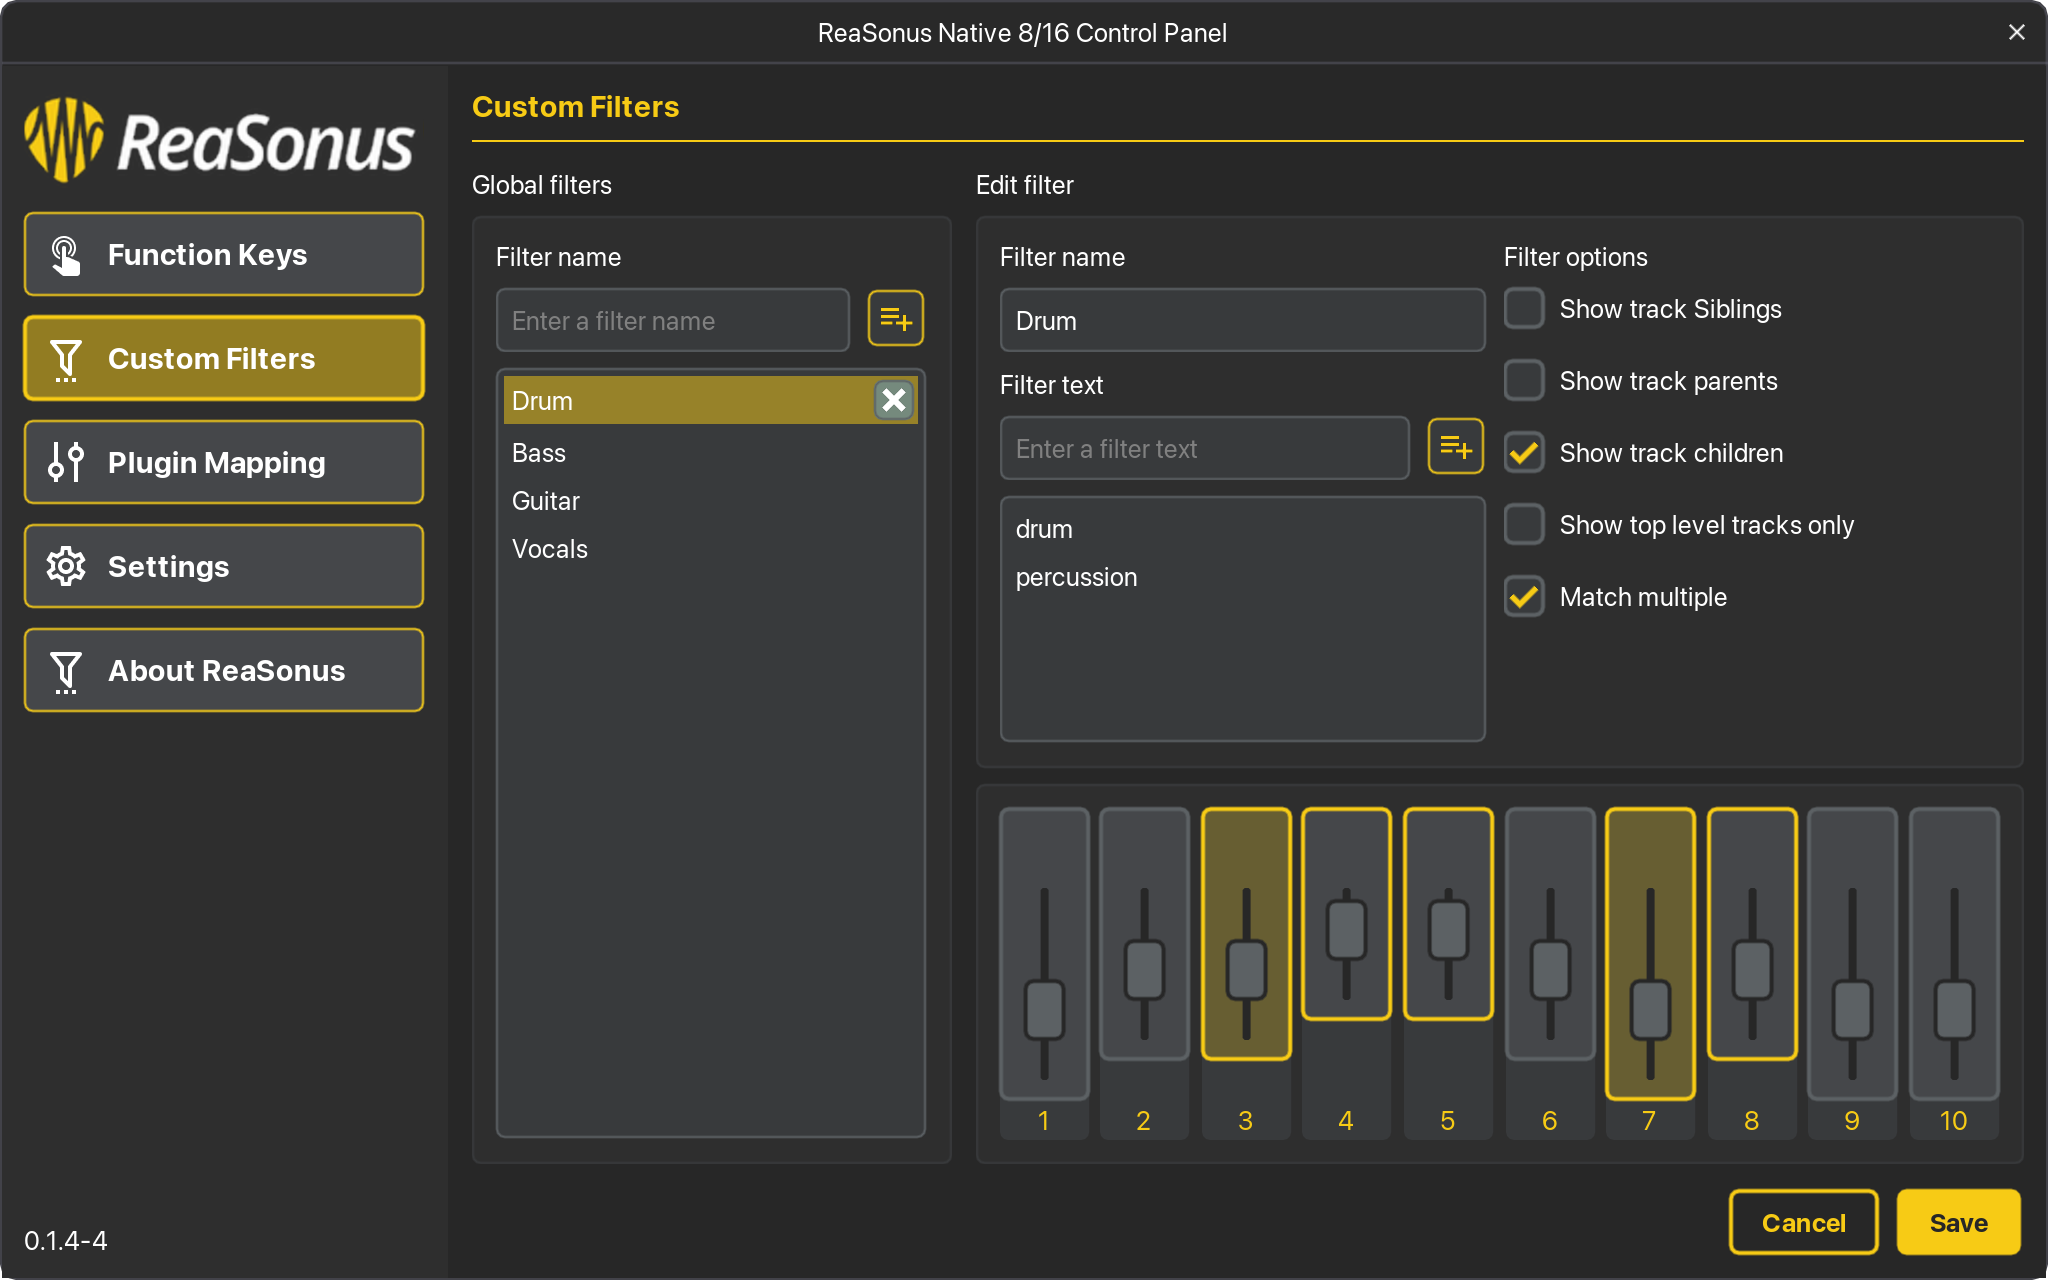 ReaSonus Native 8/16 Control Panel
ReaSonus
Function Keys
Custom Filters
Plugin Mapping
Settings
About ReaSonus
0.1.4-4
Custom Filters
Global filters
Filter name
Enter a filter name
Drum
Bass
Guitar
Vocals
Edit filter
Filter name
Drum
Filter text
Enter a filter text
drum
percussion
Filter options
Show track Siblings
Show track parents
Show track children
Show top level tracks only
Match multiple
1 2 3 4 5 6 7 8 9 10
Cancel Save